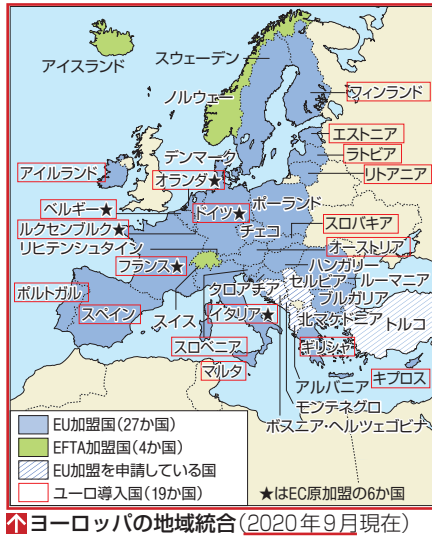 アイスランド
スウェーデン
ノルウェー
フィンランド
エストニア
ラトビア
リトアニア
デンマーク
アイルランド
オランダ★
ベルギー★
ドイツ★
ポーランド
ルクセンブルク★
チェコ
スロバキア
リヒテンシュタイン
オーストリア
フランス★
ハンガリー
クロアチア
セルビア
ルーマニア
ブルガリア
ポルトガル
スペイン
スイス
イタリア★
北マケドニア
トルコ
スロベニア
ギリシャ
マルタ
アルバニア
キプロス
モンテネグロ
ボスニア・ヘルツェゴビナ
EU加盟国(27か国)
EFTA加盟国(4か国)
EU加盟を申請している国
ユーロ導入国(19か国)
★はEC原加盟の6か国
↑ヨーロッパの地域統合(2020年9月現在)